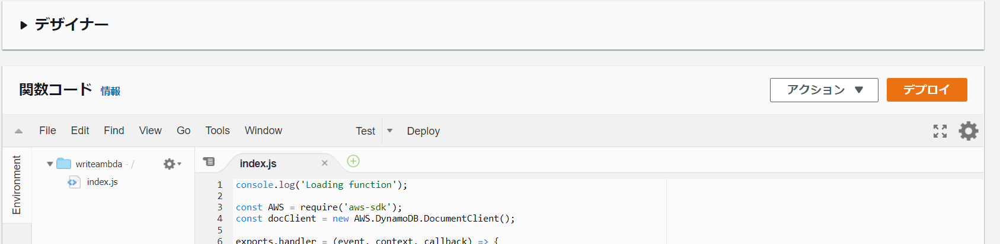 デザイナー
関数コード 情報 アクション ▼ デプロイ
File Edit Find View Go Tools Window Test Deploy
Environment
writeambda - /
index.js
index.js
1 console.log('Loading function');
2
3 const AWS = require('aws-sdk');
4 const docClient = new AWS.DynamoDB.DocumentClient();
5
6 exports.handler = (event, context, callback) => {